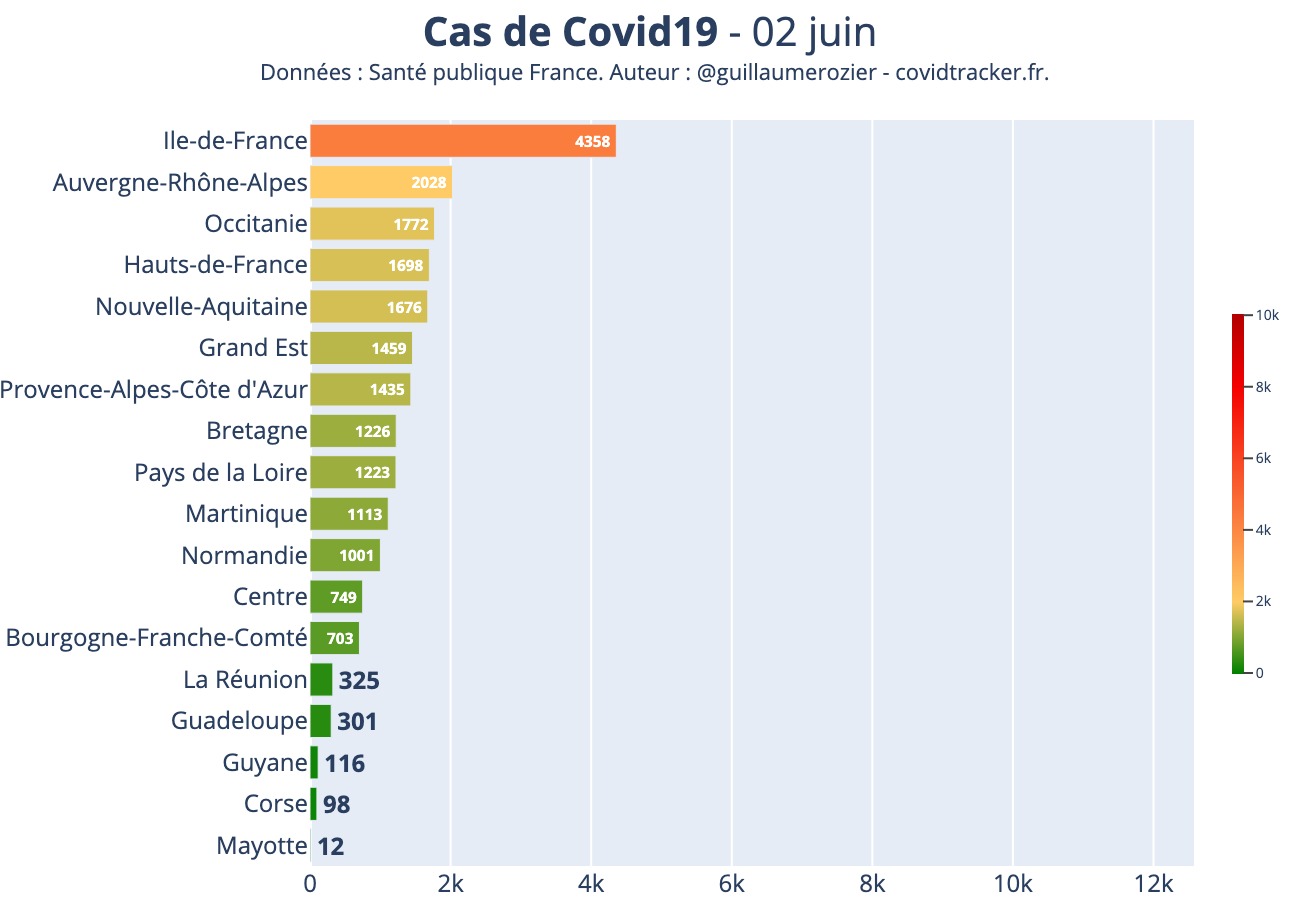 Cas de Covid19 - 02 juin
Données : Santé publique France. Auteur : @guillaumerozier - covidtracker.fr.
Ile-de-France 4358
Auvergne-Rhône-Alpes 2028
Occitanie 1772
Hauts-de-France 1698
Nouvelle-Aquitaine 1676
Grand Est 1459
Provence-Alpes-Côte d'Azur 1435
Bretagne 1226
Pays de la Loire 1223
Martinique 1113
Normandie 1001
Centre 749
Bourgogne-Franche-Comté 703
La Réunion 325
Guadeloupe 301
Guyane 116
Corse 98
Mayotte 12
0 2k 4k 6k 8k 10k 12k
10k
8k
6k
4k
2k
0